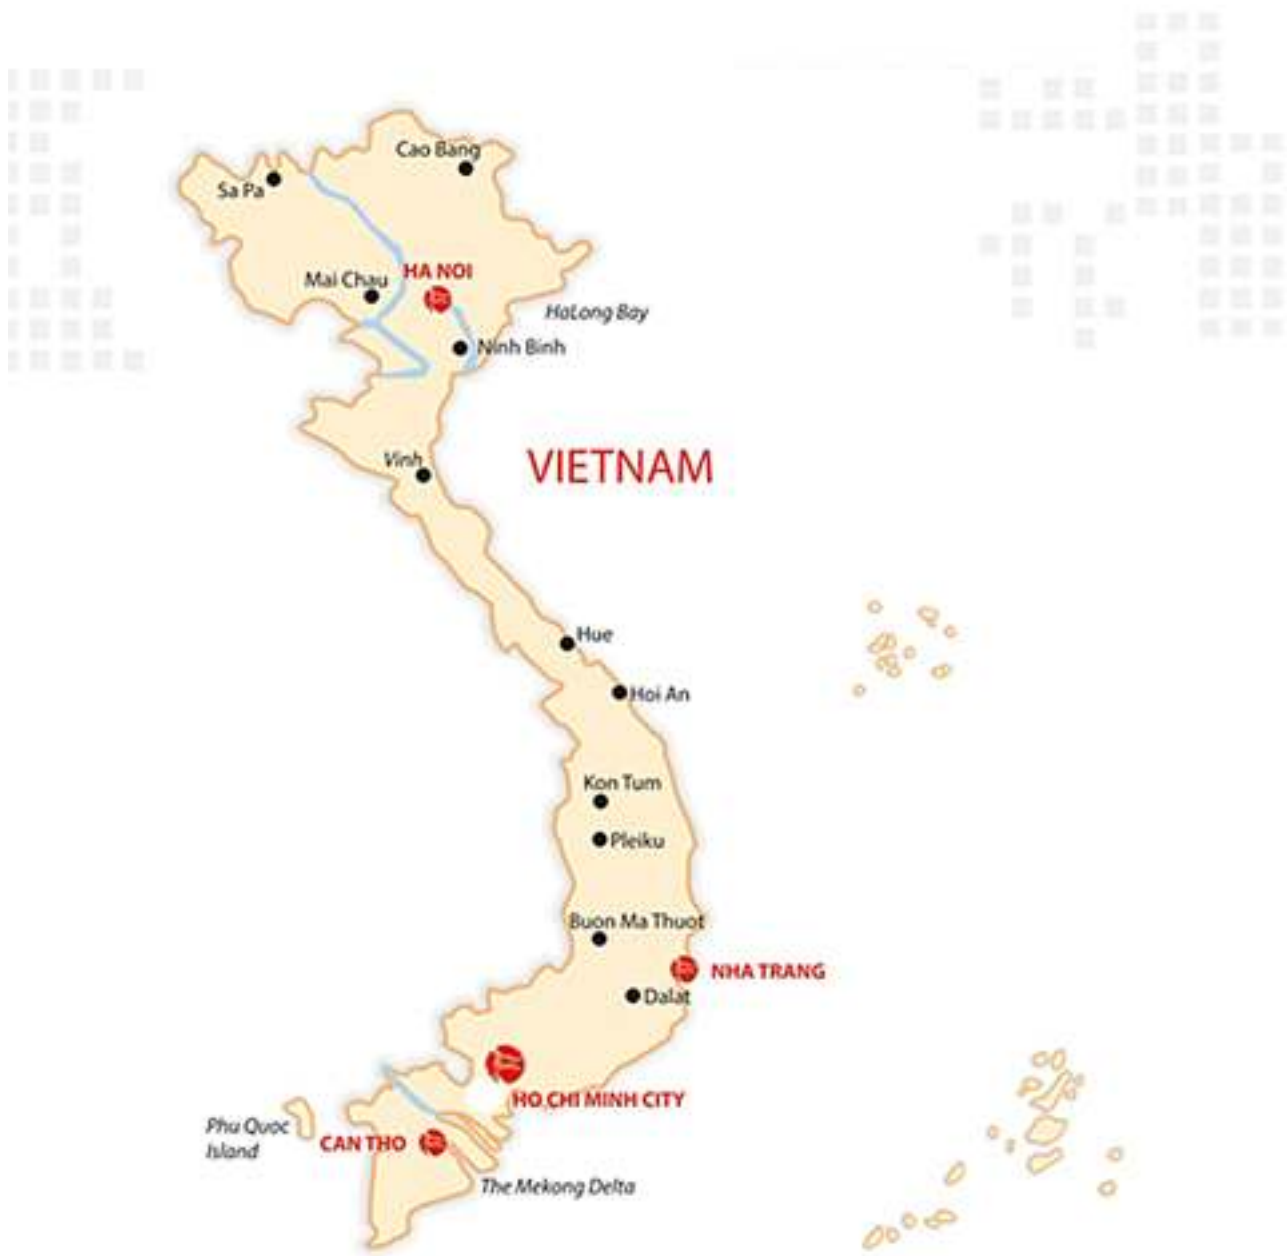 Cao Bang
Sa Pa
HA NOI
Mai Chau
HaLong Bay
Ninh Binh
Vinh
VIETNAM
Hue
Hoi An
Kon Tum
Pleiku
Buon Ma Thuot
NHA TRANG
Dalat
HO CHI MINH CITY
Phu Quoc
Island
CAN THO
The Mekong Delta